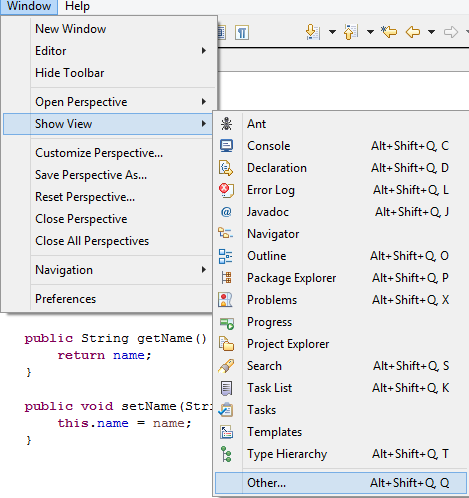 Window Help
New Window
Editor
Hide Toolbar
Open Perspective
Show View
Customize Perspective...
Save Perspective As...
Reset Perspective...
Close Perspective
Close All Perspectives
Navigation
Preferences
Ant
Console Alt+Shift+Q, C
Declaration Alt+Shift+Q, D
Error Log Alt+Shift+Q, L
Javadoc Alt+Shift+Q, J
Navigator
Outline Alt+Shift+Q, O
Package Explorer Alt+Shift+Q, P
Problems Alt+Shift+Q, X
Progress
Project Explorer
Search Alt+Shift+Q, S
Task List Alt+Shift+Q, K
Tasks
Templates
Type Hierarchy Alt+Shift+Q, T
Other... Alt+Shift+Q, Q
public String getName()
return name;
}
public void setName(Stri
this.name = name;
}